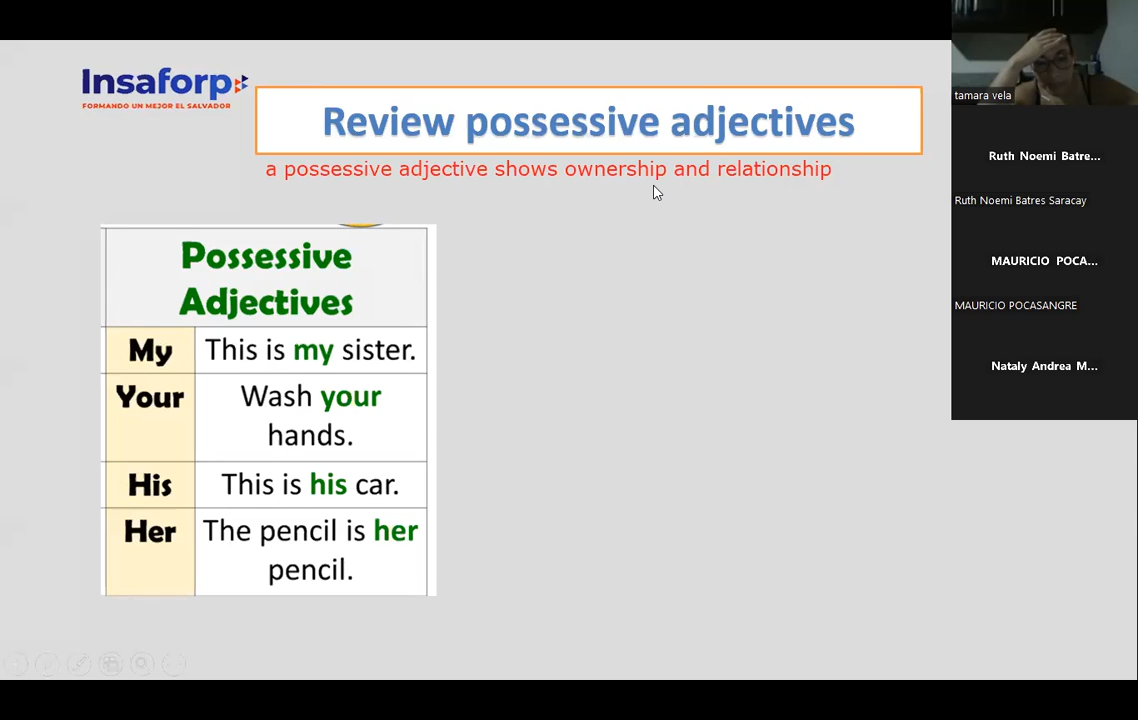 Insaforp
FORMANDO UN MEJOR EL SALVADOR
Review possessive adjectives
a possessive adjective shows ownership and relationship
Possessive
Adjectives
My
This is my sister.
Your
Wash your
hands.
His
This is his car.
Her
The pencil is her
pencil.
tamara vela
Ruth Noemi Batre...
Ruth Noemi Batres Saracay
MAURICIO POCA...
MAURICIO POCASANGRE
Nataly Andrea M...